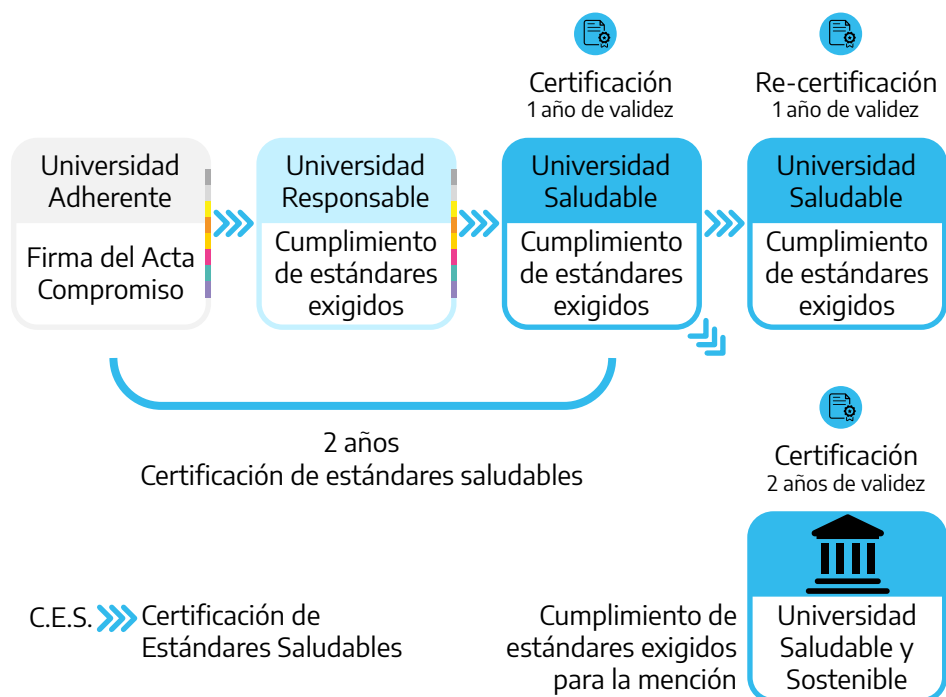 Certificación
1 año de validez
Re-certificación
1 año de validez
Universidad
Adherente
Firma del Acta
Compromiso
Universidad
Responsable
Cumplimiento
de estándares
exigidos
Universidad
Saludable
Cumplimiento
de estándares
exigidos
Universidad
Saludable
Cumplimiento
de estándares
exigidos
2 años
Certificación de estándares saludables
Certificación
2 años de validez
C.E.S.
Certificación de
Estándares Saludables
Cumplimiento de
estándares exigidos
para la mención
Universidad
Saludable y
Sostenible